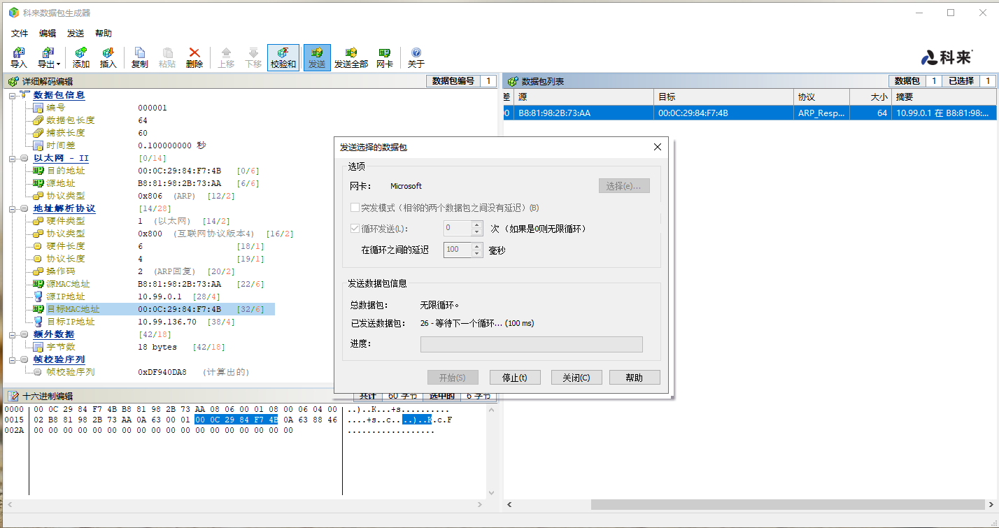 科来数据包生成器
文件 编辑 发送 帮助
导入 导出 添加 插入 复制 粘贴 删除 上移 下移 校验和 发送 发送全部 网卡 关于
科来
详细解码编辑 数据包编号 1
数据包信息
编号 000001
数据包长度 64
捕获长度 60
时间差 0.100000000 秒
以太网 - II [0/14]
目的地址 00:0C:29:84:F7:4B [0/6]
源地址 B8:81:98:2B:73:AA [6/6]
协议类型 0x806 (ARP) [12/2]
地址解析协议 [14/28]
硬件类型 1 (以太网) [14/2]
协议类型 0x800 (互联网协议版本4) [16/2]
硬件长度 6 [18/1]
协议长度 4 [19/1]
操作码 2 (ARP回复) [20/2]
源MAC地址 B8:81:98:2B:73:AA [22/6]
源IP地址 10.99.0.1 [28/4]
目标MAC地址 00:0C:29:84:F7:4B [32/6]
目标IP地址 10.99.136.70 [38/4]
额外数据 [42/18]
字节数 18 bytes [42/18]
帧校验序列
帧校验序列 0xDF940DA8 (计算出的)
数据包列表 数据包 1 已选择 1
差 源 目标 协议 大小 摘要
0 B8:81:98:2B:73:AA 00:0C:29:84:F7:4B ARP_Resp... 64 10.99.0.1 在 B8:81:98:...
发送选择的数据包
选项
网卡: Microsoft 选择(e)...
突发模式（相邻的两个数据包之间没有延迟）(B)
循环发送(L): 0 次（如果是0则无限循环）
在循环之间的延迟 100 毫秒
发送数据包信息
总数据包: 无限循环。
已发送数据包: 26 - 等待下一个循环... (100 ms)
进度:
开始(S) 停止(t) 关闭(C) 帮助
十六进制编辑 共计 60 字节 选中的 6 字节
0000 00 0C 29 84 F7 4B B8 81 98 2B 73 AA 08 06 00 01 08 00 06 04 00 ..)..K...+s..........
0015 02 B8 81 98 2B 73 AA 0A 63 00 01 00 0C 29 84 F7 4B 0A 63 88 46 ....+s..c....)..K.c.F
002A 00 00 00 00 00 00 00 00 00 00 00 00 00 00 00 00 00 00 ..................